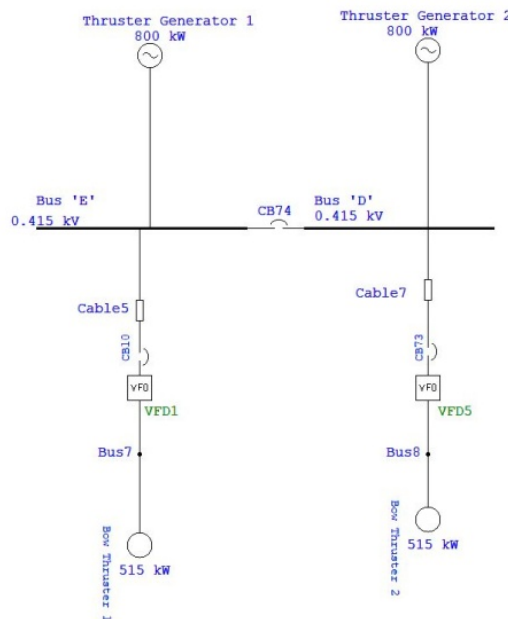 Thruster Generator 1
800 kW
Thruster Generator 2
800 kW
Bus 'E'
0.415 kV
CB74
Bus 'D'
0.415 kV
Cable5
CB10
VFD
VFD1
Bus7
Bow Thruster 1
515 kW
Cable7
CB73
VFD
VFD5
Bus8
Bow Thruster 2
515 kW